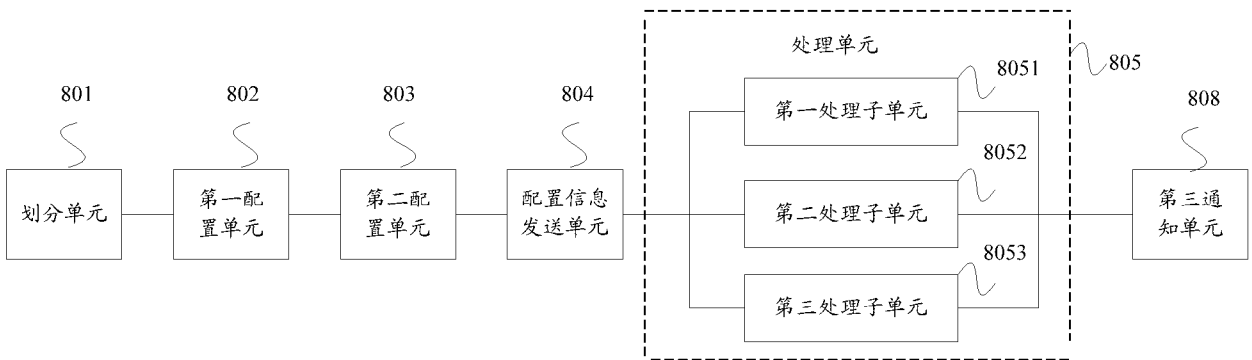 处理单元
805
8051
801
802
803
804
第一处理子单元
808
8052
划分单元
第一配
置单元
第二配
置单元
配置信息
发送单元
第二处理子单元
第三通
知单元
8053
第三处理子单元